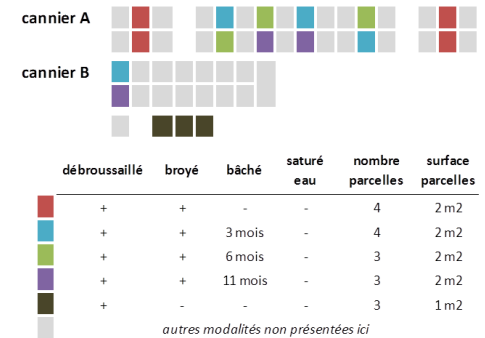 cannier A
cannier B
débroussaillé broyé bâché saturé eau nombre parcelles surface parcelles
+ + - - 4 2 m2
+ + 3 mois - 4 2 m2
+ + 6 mois - 3 2 m2
+ + 11 mois - 3 2 m2
+ - - - 3 1 m2
autres modalités non présentées ici